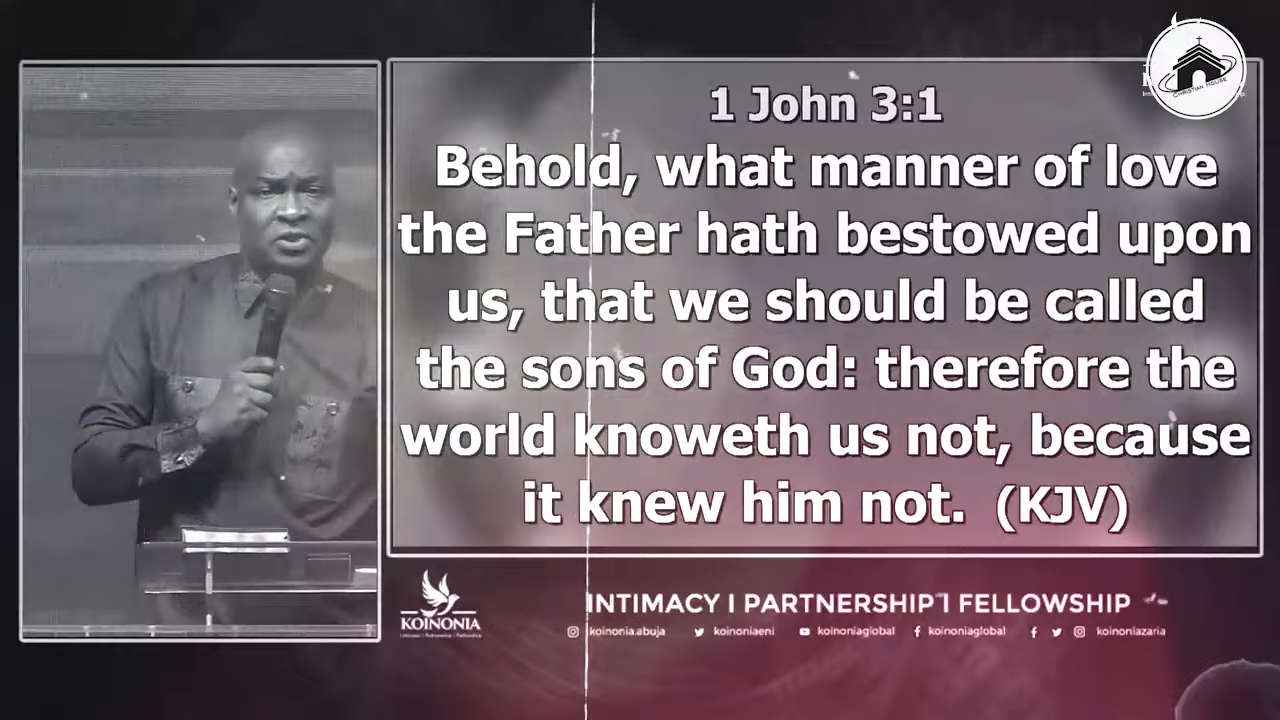 1 John 3:1
Behold, what manner of love
the Father hath bestowed upon
us, that we should be called
the sons of God: therefore the
world knoweth us not, because
it knew him not. (KJV)
CHRISTIAN HOUSE
KOINONIA
INTIMACY I PARTNERSHIP I FELLOWSHIP
koinonia.abuja koinoniaeni koinoniaglobal koinoniaglobal koinoniazaria